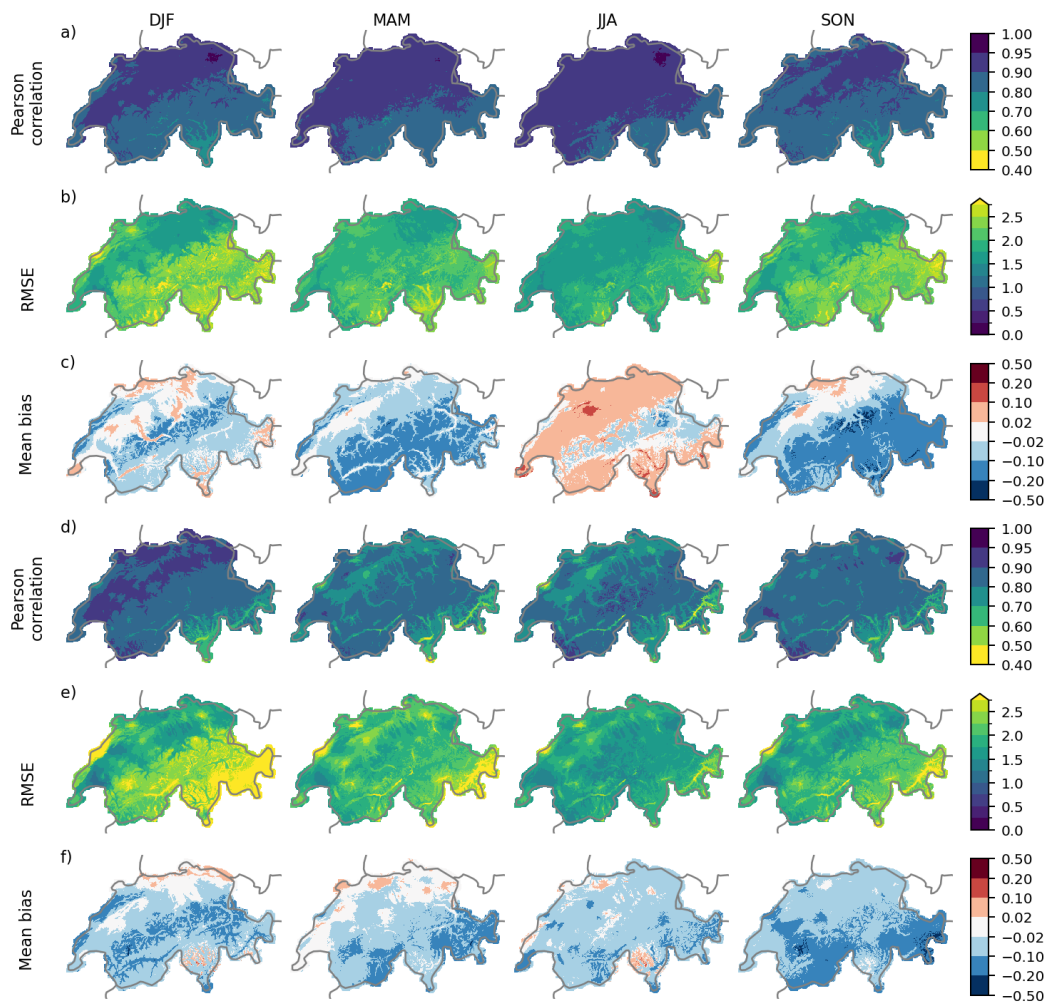 DJF MAM JJA SON
a)
Pearson
correlation
1.00
0.95
0.90
0.80
0.70
0.60
0.50
0.40
b)
RMSE
2.5
2.0
1.5
1.0
0.5
0.0
c)
Mean bias
0.50
0.20
0.10
0.02
−0.02
−0.10
−0.20
−0.50
d)
Pearson
correlation
1.00
0.95
0.90
0.80
0.70
0.60
0.50
0.40
e)
RMSE
2.5
2.0
1.5
1.0
0.5
0.0
f)
Mean bias
0.50
0.20
0.10
0.02
−0.02
−0.10
−0.20
−0.50